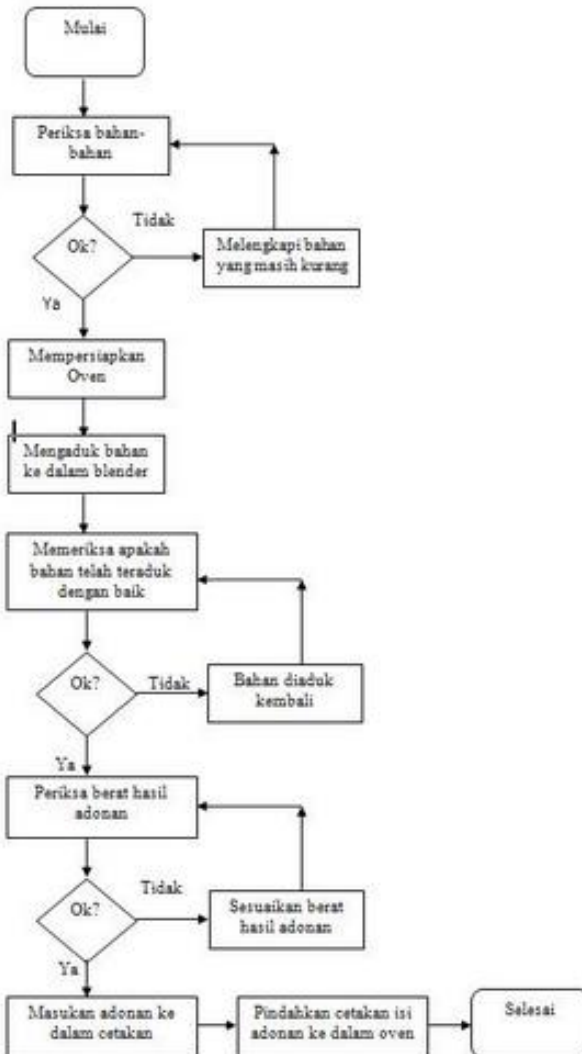 Mulai
Periksa bahan-
bahan
Tidak
Ok?
Melengkapi bahan
yang masih kurang
Ya
Mempersiapkan
Oven
Mengaduk bahan
ke dalam blender
Memeriksa apakah
bahan telah teraduk
dengan baik
Ok?
Tidak
Bahan diaduk
kembali
Ya
Periksa berat hasil
adonan
Tidak
Ok?
Sesuaikan berat
hasil adonan
Ya
Masukan adonan ke
dalam cetakan
Pindahkan cetakan isi
adonan ke dalam oven
Selesai